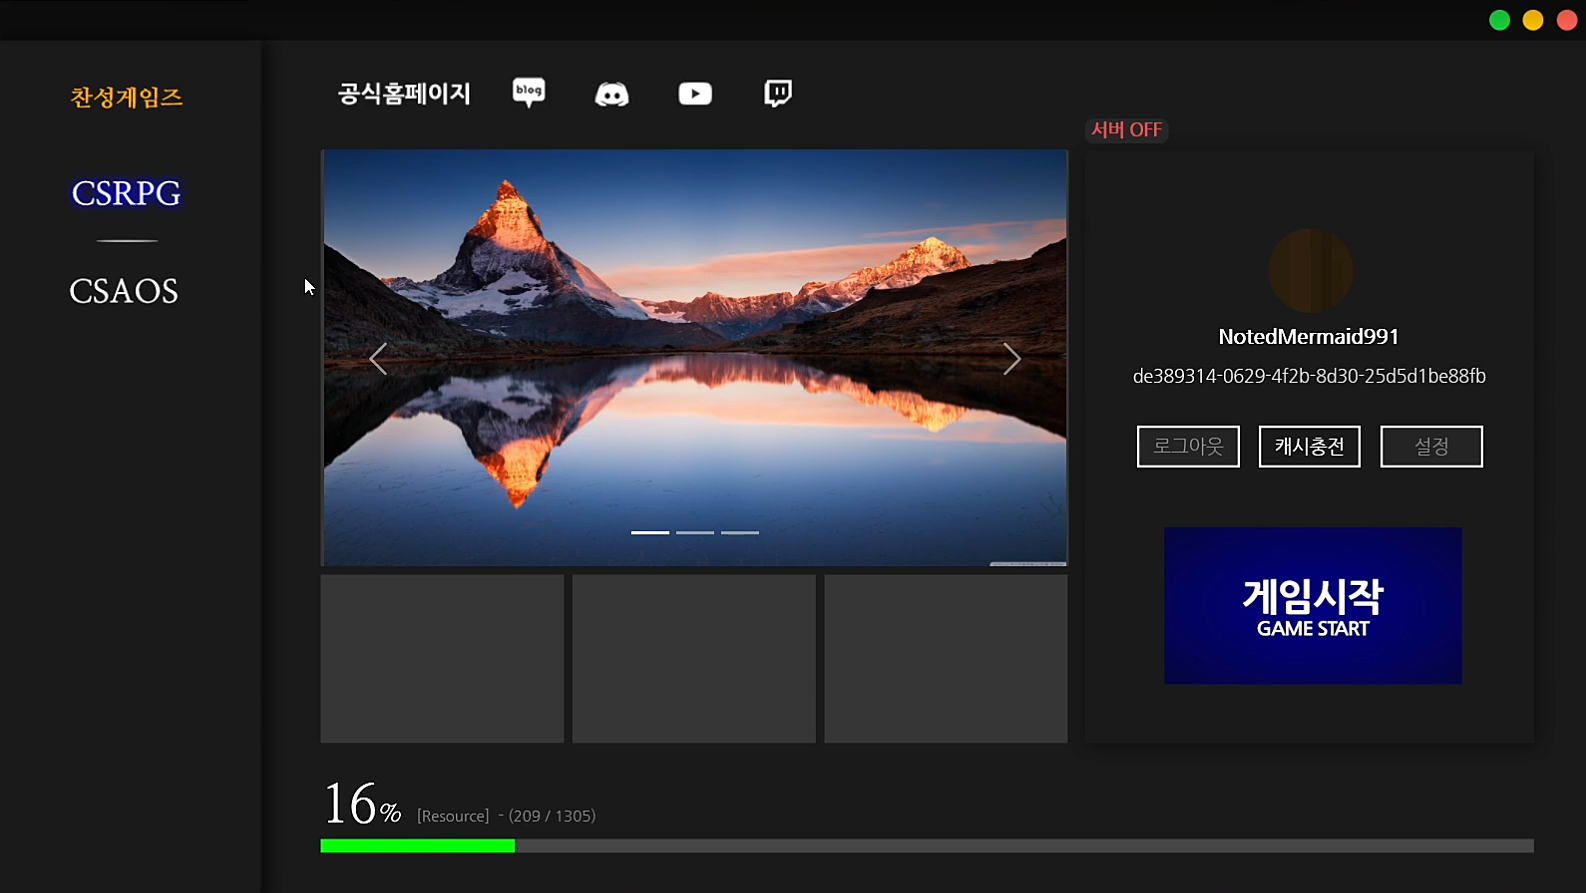 찬성게임즈
CSRPG
CSAOS
공식홈페이지
blog
서버 OFF
NotedMermaid991
de389314-0629-4f2b-8d30-25d5d1be88fb
로그아웃
캐시충전
설정
게임시작
GAME START
16% [Resource] - (209 / 1305)